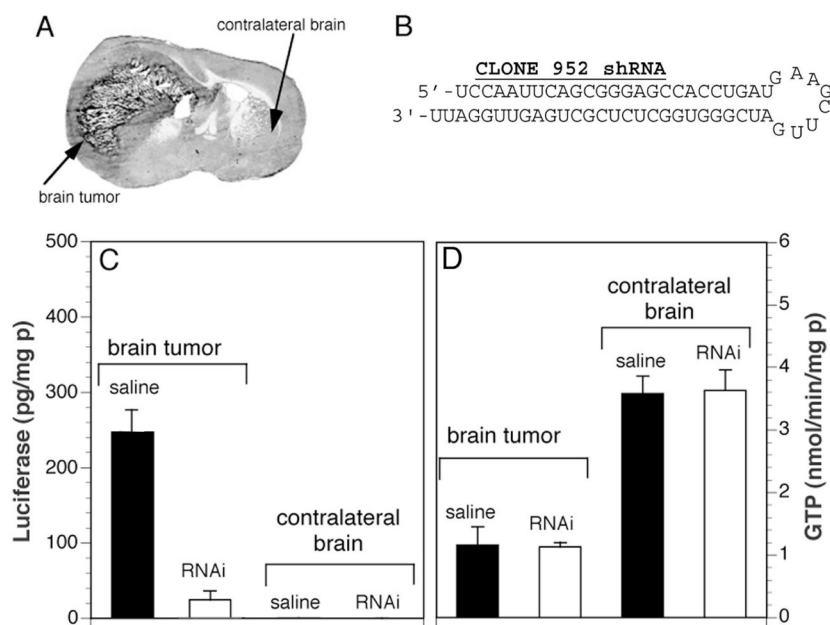 A
contralateral brain
brain tumor
B
CLONE 952 shRNA
5'-UCCAAUUCAGCGGGAGCCACCUGAU
GAAGCUUG
3'-UUAGGUUGAGUCGCUCUCGGUGGGCUA
C
Luciferase (pg/mg p)
500
400
300
200
100
0
brain tumor
saline
RNAi
contralateral
brain
saline
RNAi
D
contralateral
brain
saline
RNAi
brain tumor
saline
RNAi
6
5
4
3
2
1
0
GTP (nmol/min/mg p)